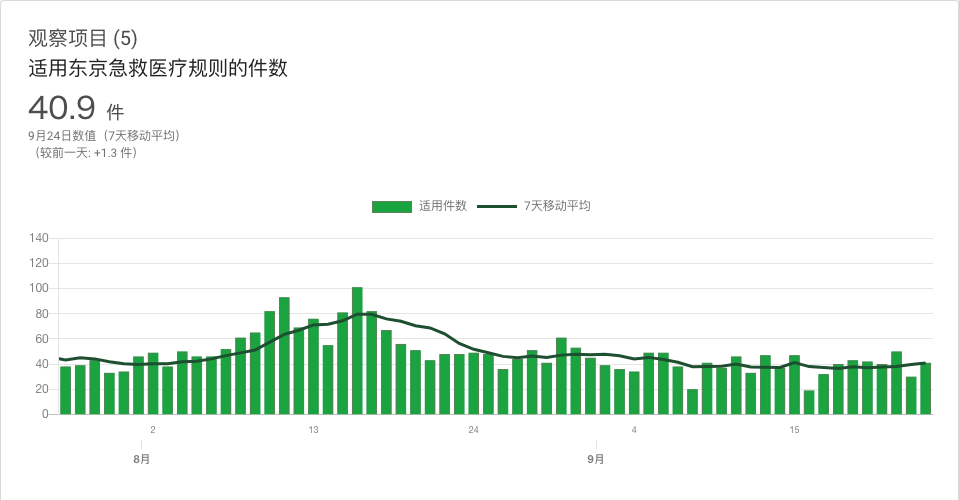 观察项目 (5)
适用东京急救医疗规则的件数
40.9 件
9月24日数值（7天移动平均）
（较前一天: +1.3 件）
适用件数 7天移动平均
140
120
100
80
60
40
20
0
2 13 24 4 15
8月 9月